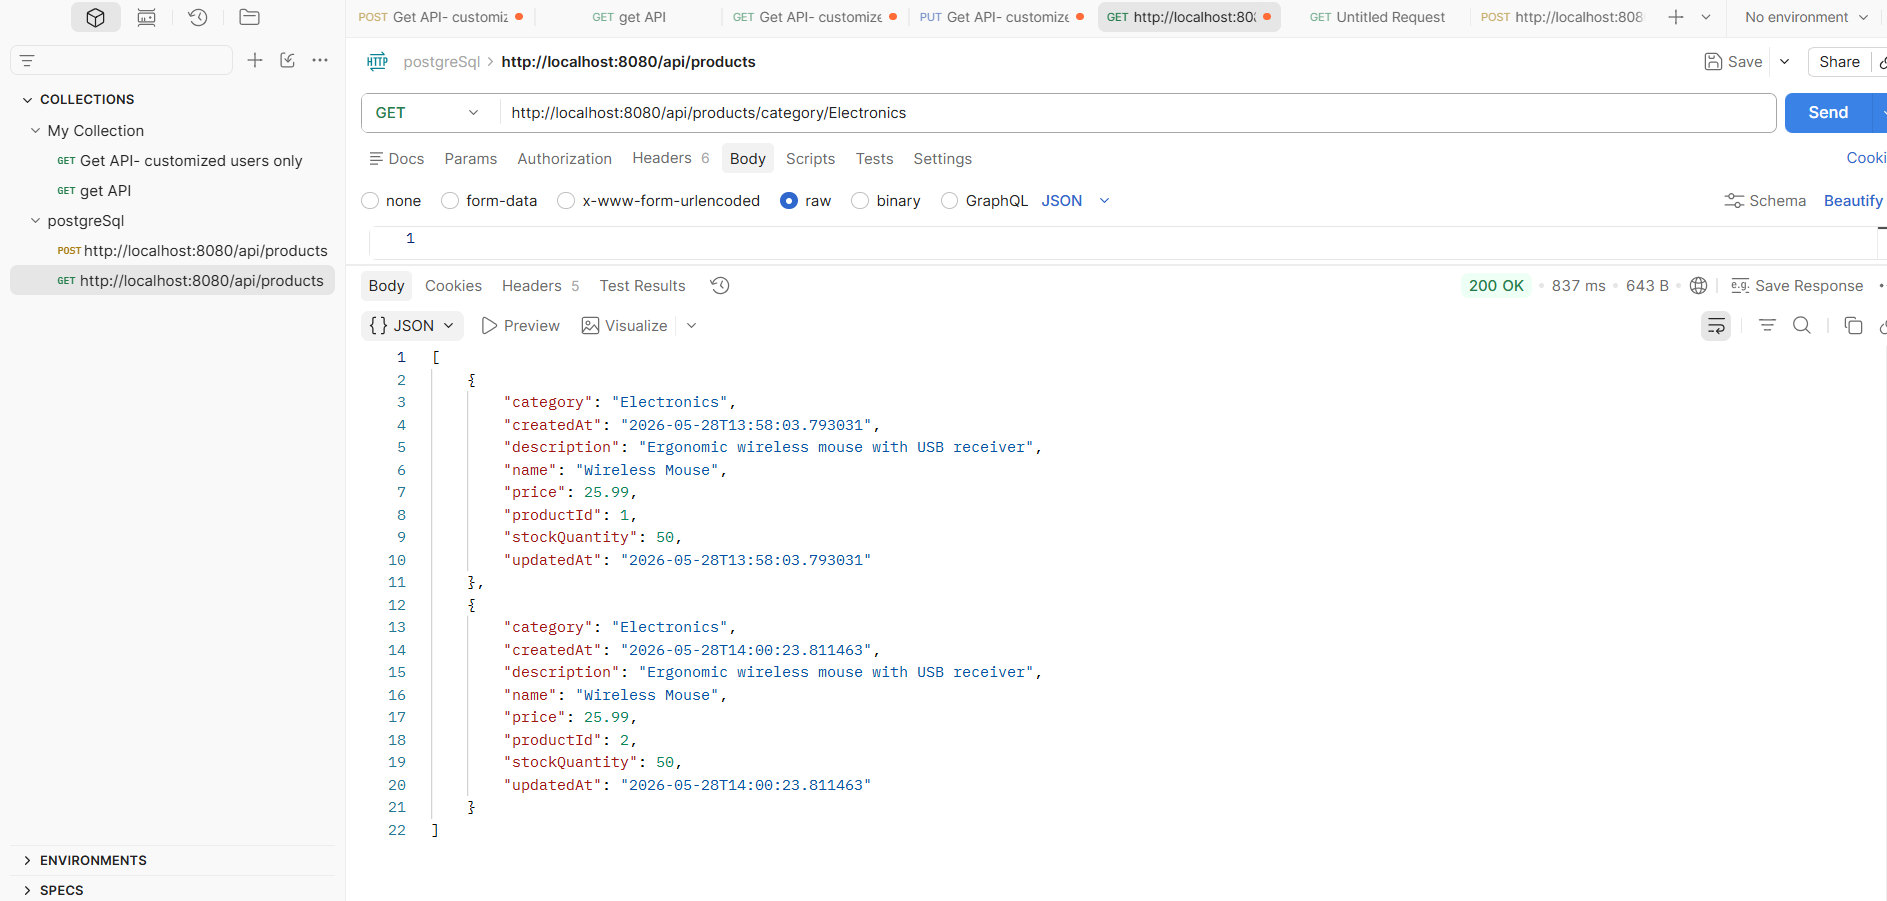 POST Get API- customiz GET get API GET Get API- customize PUT Get API- customize GET http://localhost:80 GET Untitled Request POST http://localhost:808 No environment
postgreSql > http://localhost:8080/api/products Save Share
COLLECTIONS
My Collection
GET Get API- customized users only
GET get API
postgreSql
POST http://localhost:8080/api/products
GET http://localhost:8080/api/products
ENVIRONMENTS
SPECS
GET http://localhost:8080/api/products/category/Electronics Send
Docs Params Authorization Headers 6 Body Scripts Tests Settings Cooki
none form-data x-www-form-urlencoded raw binary GraphQL JSON Schema Beautify
1
Body Cookies Headers 5 Test Results 200 OK • 837 ms • 643 B • e.g. Save Response
{} JSON Preview Visualize
1 [
2 {
3 "category": "Electronics",
4 "createdAt": "2026-05-28T13:58:03.793031",
5 "description": "Ergonomic wireless mouse with USB receiver",
6 "name": "Wireless Mouse",
7 "price": 25.99,
8 "productId": 1,
9 "stockQuantity": 50,
10 "updatedAt": "2026-05-28T13:58:03.793031"
11 },
12 {
13 "category": "Electronics",
14 "createdAt": "2026-05-28T14:00:23.811463",
15 "description": "Ergonomic wireless mouse with USB receiver",
16 "name": "Wireless Mouse",
17 "price": 25.99,
18 "productId": 2,
19 "stockQuantity": 50,
20 "updatedAt": "2026-05-28T14:00:23.811463"
21 }
22 ]